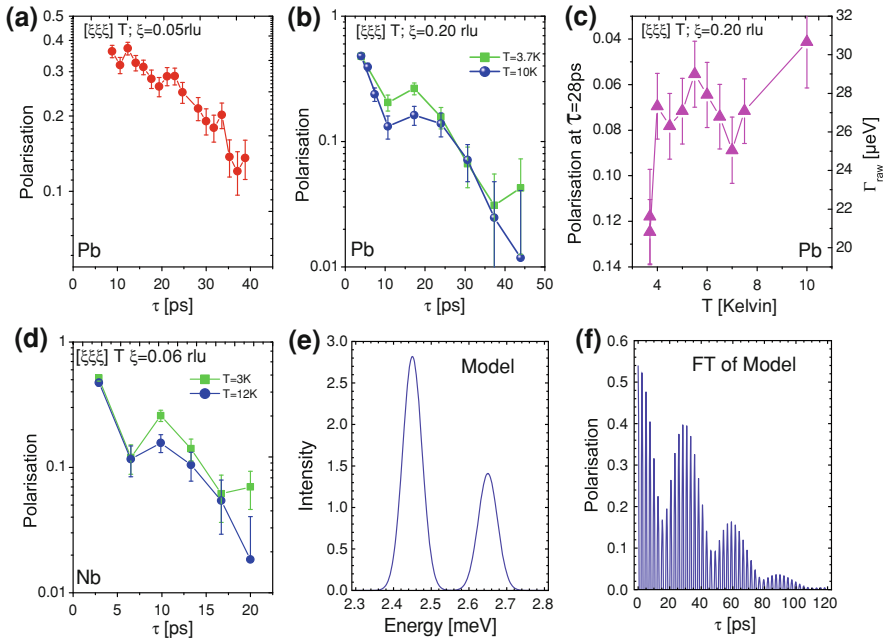 (a)
[ξξξ] T; ξ=0.05rlu
0.5
0.4
0.3
0.2
0.1
Polarisation
Pb
0 10 20 30 40
τ [ps]
(b)
[ξξξ] T; ξ=0.20 rlu
T=3.7K
T=10K
1
0.1
0.01
Polarisation
Pb
0 10 20 30 40 50
τ [ps]
(c)
[ξξξ] T; ξ=0.20 rlu
0.04
0.06
0.08
0.10
0.12
0.14
Polarisation at τ=28ps
32
30
28
26
24
22
20
Γraw [µeV]
Pb
4 6 8 10
T [Kelvin]
(d)
[ξξξ] T ξ=0.06 rlu
T=3K
T=12K
1
0.1
0.01
Polarisation
Nb
0 5 10 15 20
τ [ps]
(e)
Model
3.0
2.5
2.0
1.5
1.0
0.5
0.0
Intensity
2.3 2.4 2.5 2.6 2.7 2.8
Energy [meV]
(f)
FT of Model
0.6
0.5
0.4
0.3
0.2
0.1
0.0
Polarisation
0 20 40 60 80 100 120
τ [ps]